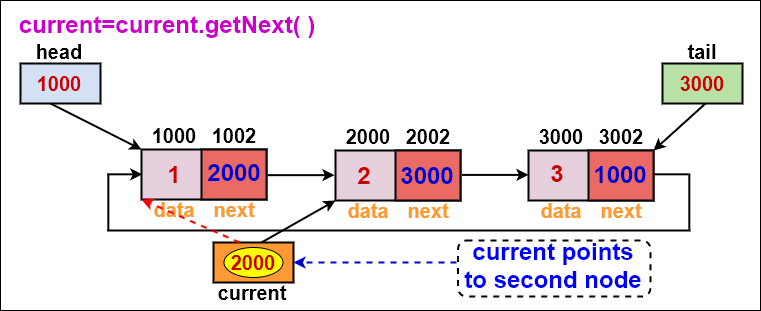 current=current.getNext( )
head
tail
1000
3000
1000 1002
2000 2002
3000 3002
1 2000
2 3000
3 1000
data next
data next
data next
2000
current
current points
to second node